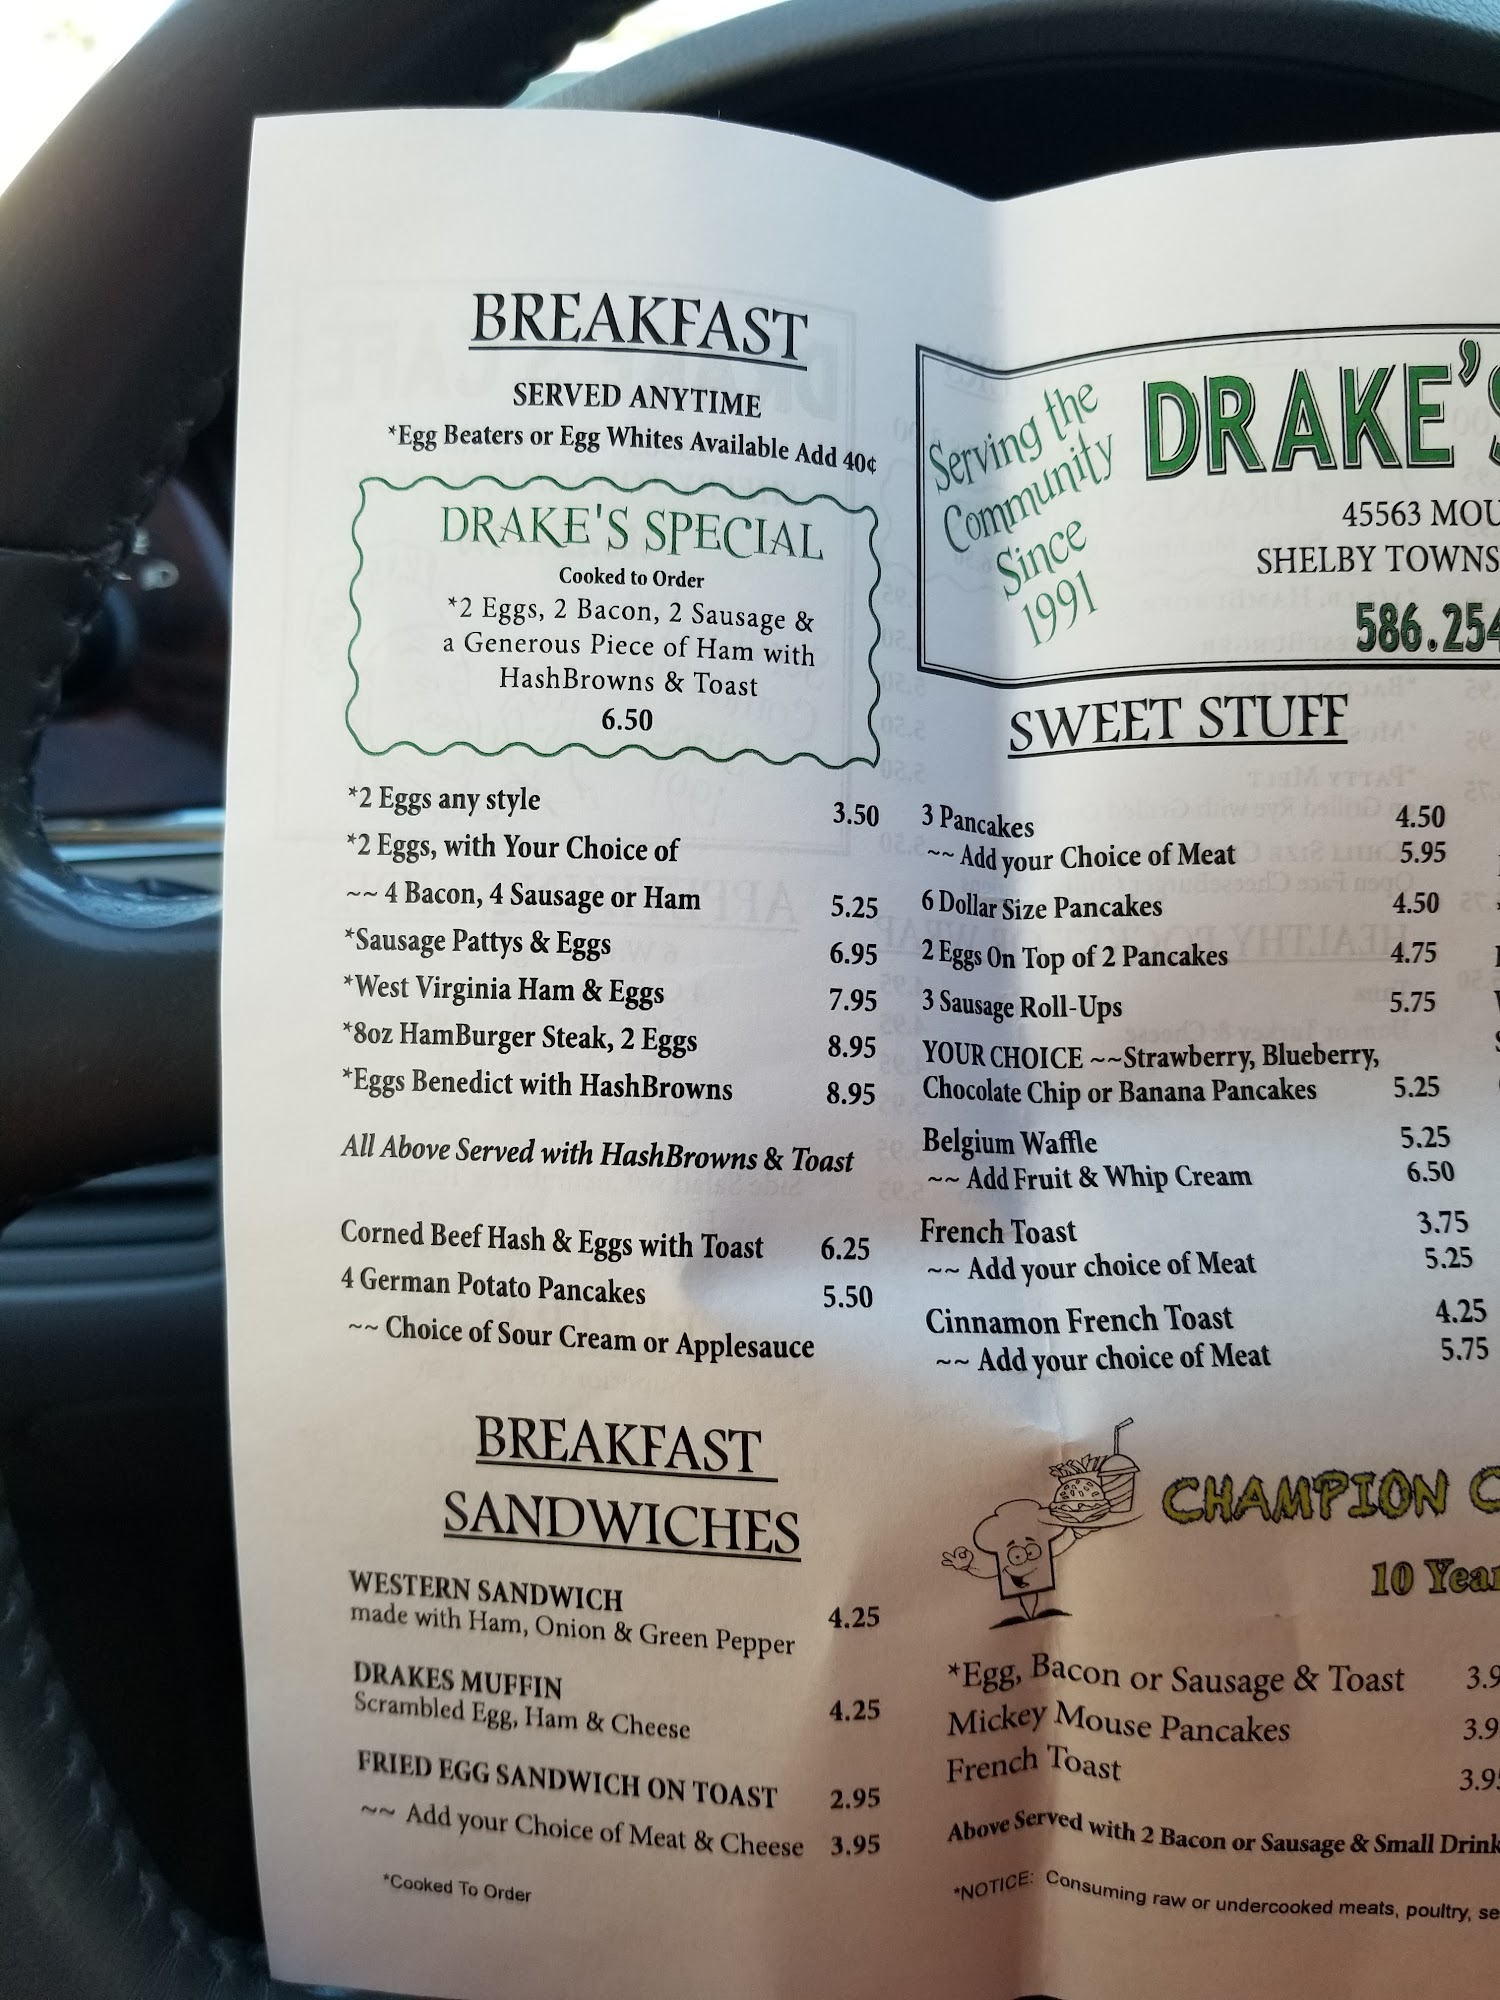 BREAKFAST
SERVED ANYTIME
*Egg Beaters or Egg Whites Available Add 40¢
DRAKE'S SPECIAL
Cooked to Order
*2 Eggs, 2 Bacon, 2 Sausage &
a Generous Piece of Ham with
HashBrowns & Toast
6.50
*2 Eggs any style 3.50
*2 Eggs, with Your Choice of
~~ 4 Bacon, 4 Sausage or Ham 5.25
*Sausage Pattys & Eggs 6.95
*West Virginia Ham & Eggs 7.95
*8oz HamBurger Steak, 2 Eggs 8.95
*Eggs Benedict with HashBrowns 8.95
All Above Served with HashBrowns & Toast
Corned Beef Hash & Eggs with Toast 6.25
4 German Potato Pancakes 5.50
~~ Choice of Sour Cream or Applesauce
BREAKFAST
SANDWICHES
WESTERN SANDWICH
made with Ham, Onion & Green Pepper 4.25
DRAKES MUFFIN
Scrambled Egg, Ham & Cheese 4.25
FRIED EGG SANDWICH ON TOAST 2.95
~~ Add your Choice of Meat & Cheese 3.95
*Cooked To Order
Serving the
Community
Since
1991
DRAKE'S
45563 MOU
SHELBY TOWNS
586.254
SWEET STUFF
3 Pancakes 4.50
~~ Add your Choice of Meat 5.95
6 Dollar Size Pancakes 4.50
2 Eggs On Top of 2 Pancakes 4.75
3 Sausage Roll-Ups 5.75
YOUR CHOICE ~~Strawberry, Blueberry,
Chocolate Chip or Banana Pancakes 5.25
Belgium Waffle 5.25
~~ Add Fruit & Whip Cream 6.50
French Toast 3.75
~~ Add your choice of Meat 5.25
Cinnamon French Toast 4.25
~~ Add your choice of Meat 5.75
CHAMPION C
10 Year
*Egg, Bacon or Sausage & Toast 3.9
Mickey Mouse Pancakes 3.9
French Toast 3.95
Above Served with 2 Bacon or Sausage & Small Drink
*NOTICE: Consuming raw or undercooked meats, poultry, se